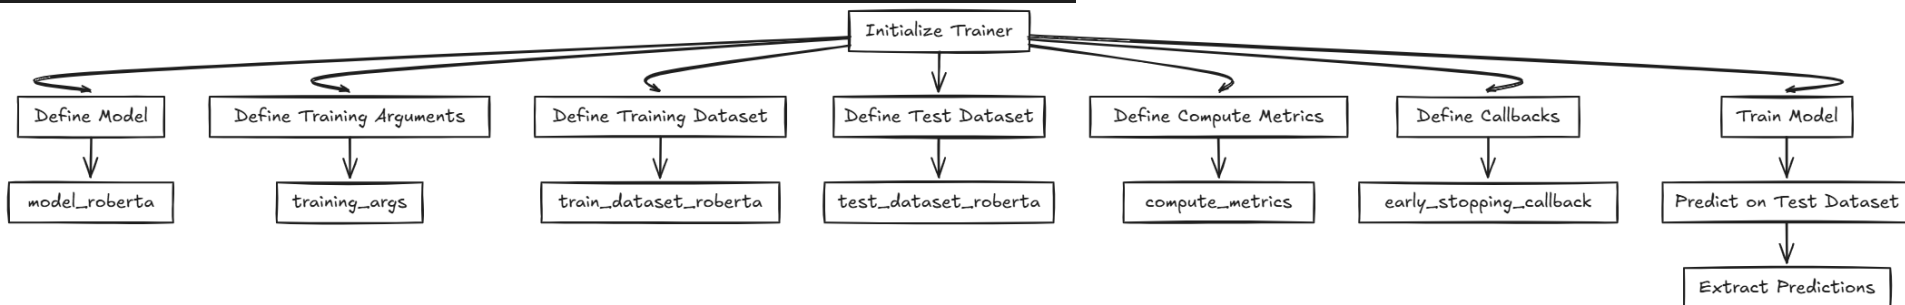 Initialize Trainer
Define Model
Define Training Arguments
Define Training Dataset
Define Test Dataset
Define Compute Metrics
Define Callbacks
Train Model
model_roberta
training_args
train_dataset_roberta
test_dataset_roberta
compute_metrics
early_stopping_callback
Predict on Test Dataset
Extract Predictions